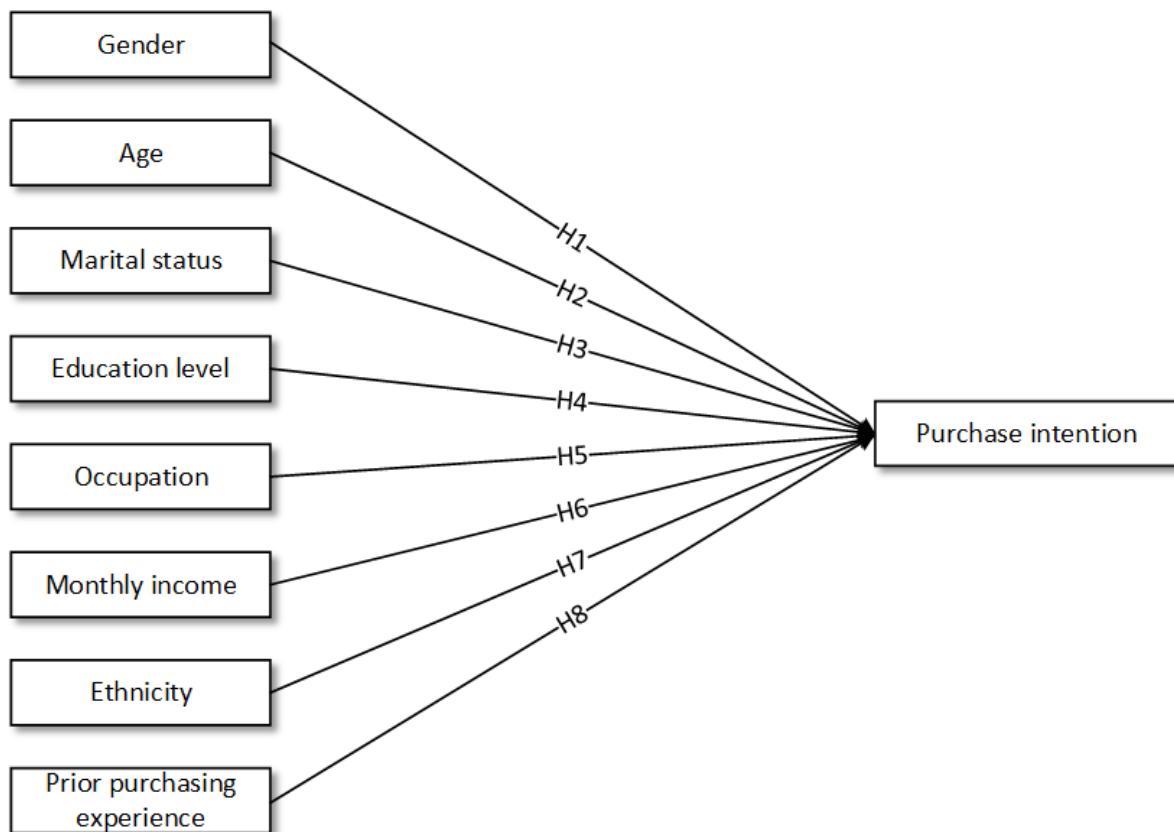 Gender
Age
Marital status
Education level
Occupation
Monthly income
Ethnicity
Prior purchasing
experience
H1
H2
H3
H4
H5
H6
H7
H8
Purchase intention